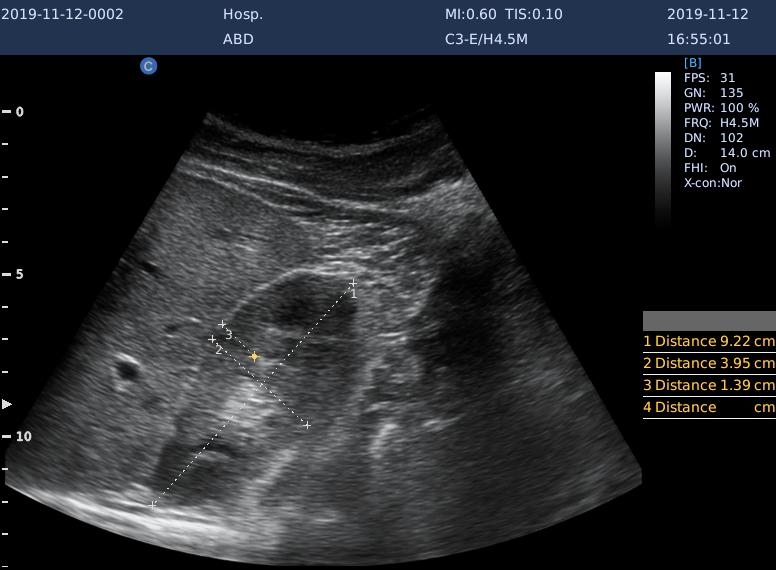 2019-11-12-0002 Hosp. MI:0.60 TIS:0.10 2019-11-12
ABD C3-E/H4.5M 16:55:01
C
[B]
FPS: 31
GN: 135
PWR: 100 %
FRQ: H4.5M
DN: 102
D: 14.0 cm
FHI: On
X-con:Nor
0
5
10
1
3
2
1 Distance 9.22 cm
2 Distance 3.95 cm
3 Distance 1.39 cm
4 Distance cm